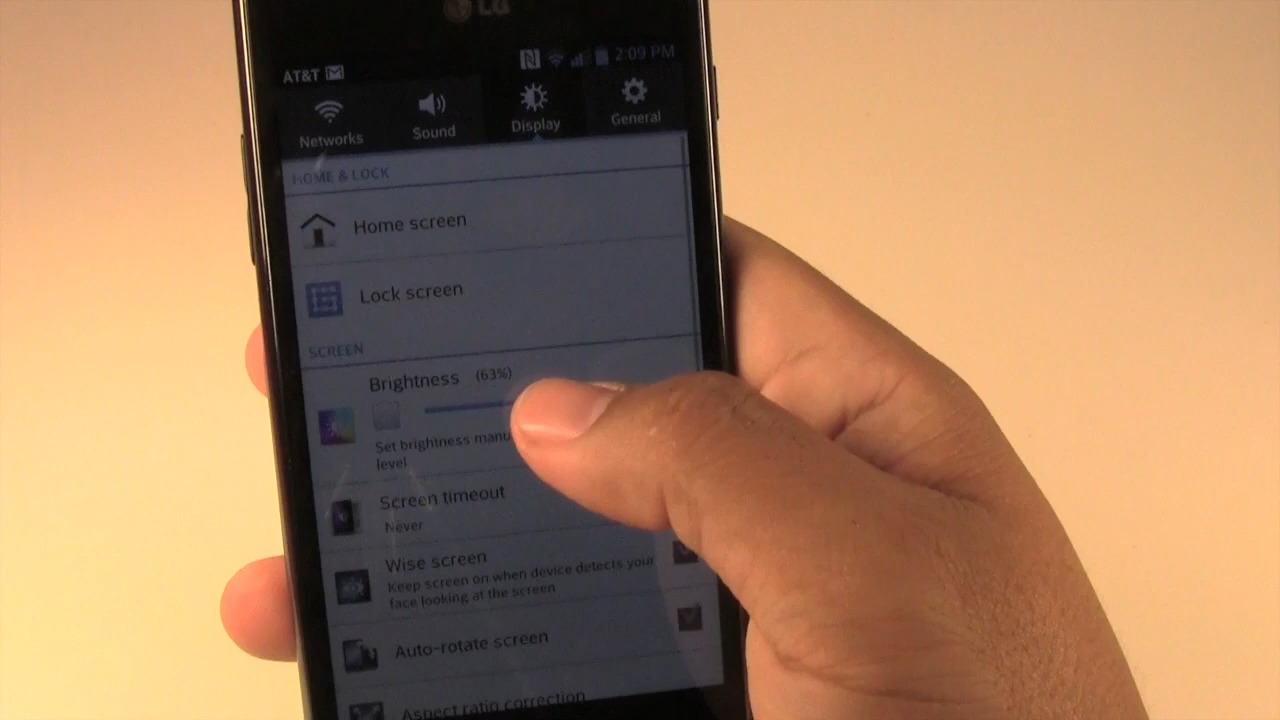 LG
AT&T
2:09 PM
Networks
Sound
Display
General
HOME & LOCK
Home screen
Lock screen
SCREEN
Brightness (63%)
Set brightness
level
Screen timeout
Never
Wise screen
Keep screen on when device detects your
face looking at the screen
Auto-rotate screen
Aspect ratio correction